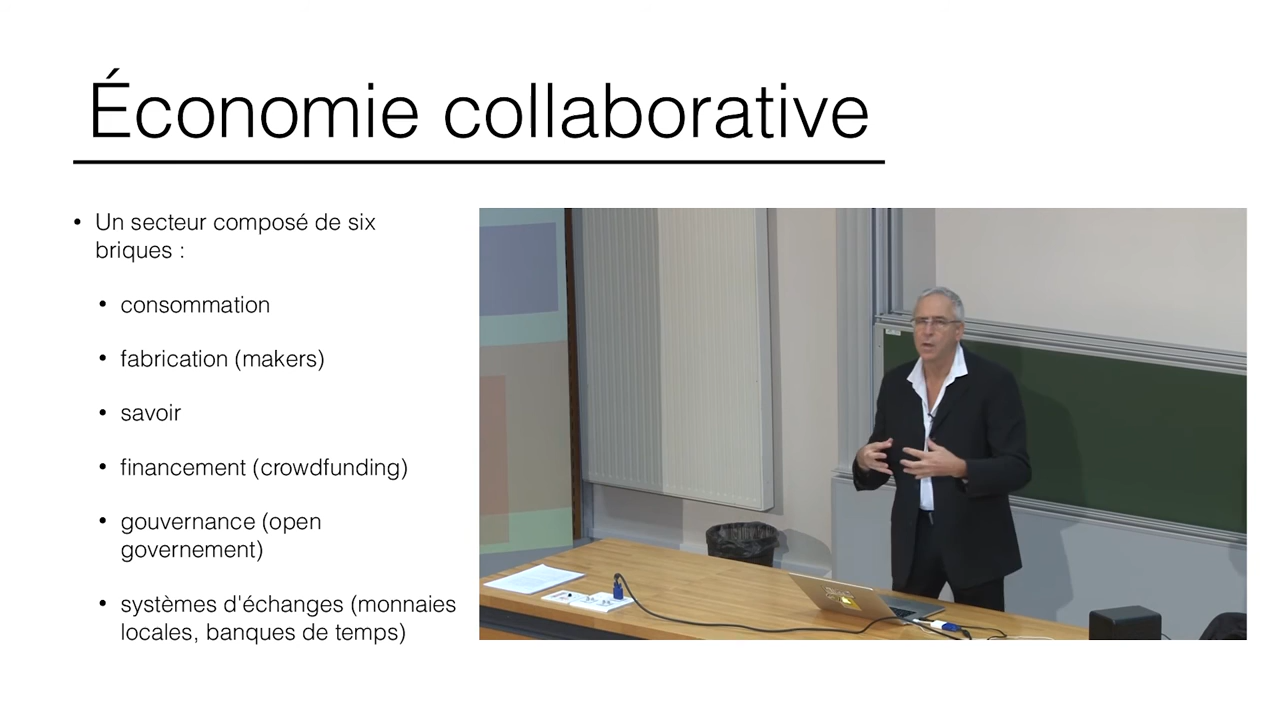 Économie collaborative
• Un secteur composé de six
briques :
• consommation
• fabrication (makers)
• savoir
• financement (crowdfunding)
• gouvernance (open
governement)
• systèmes d'échanges (monnaies
locales, banques de temps)